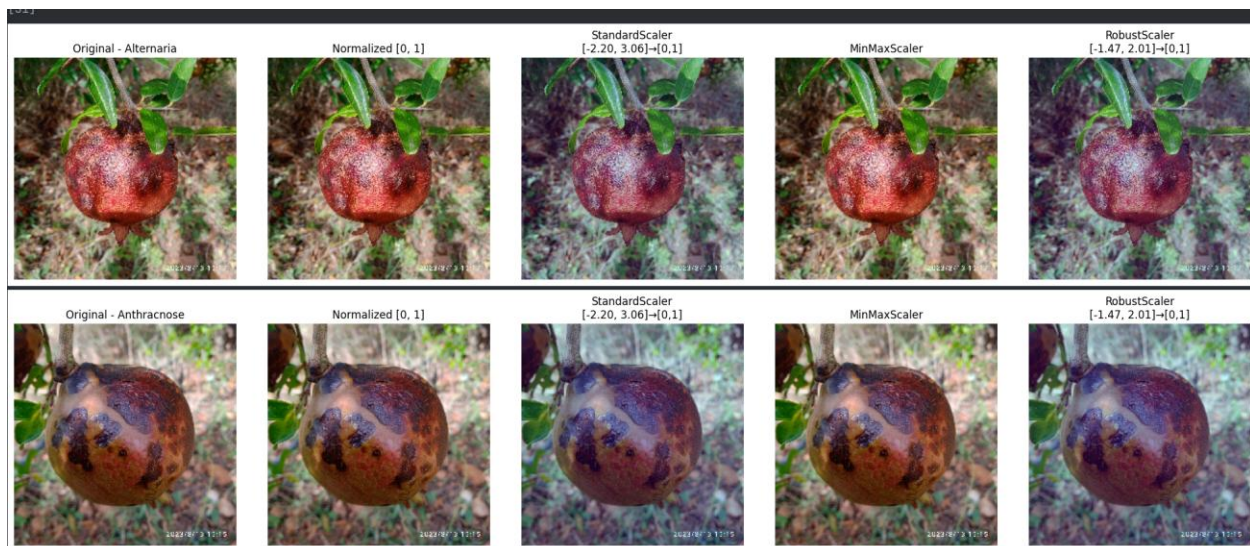 [31]
Original - Alternaria
Normalized [0, 1]
StandardScaler
[-2.20, 3.06]→[0,1]
MinMaxScaler
RobustScaler
[-1.47, 2.01]→[0,1]
Original - Anthracnose
Normalized [0, 1]
StandardScaler
[-2.20, 3.06]→[0,1]
MinMaxScaler
RobustScaler
[-1.47, 2.01]→[0,1]